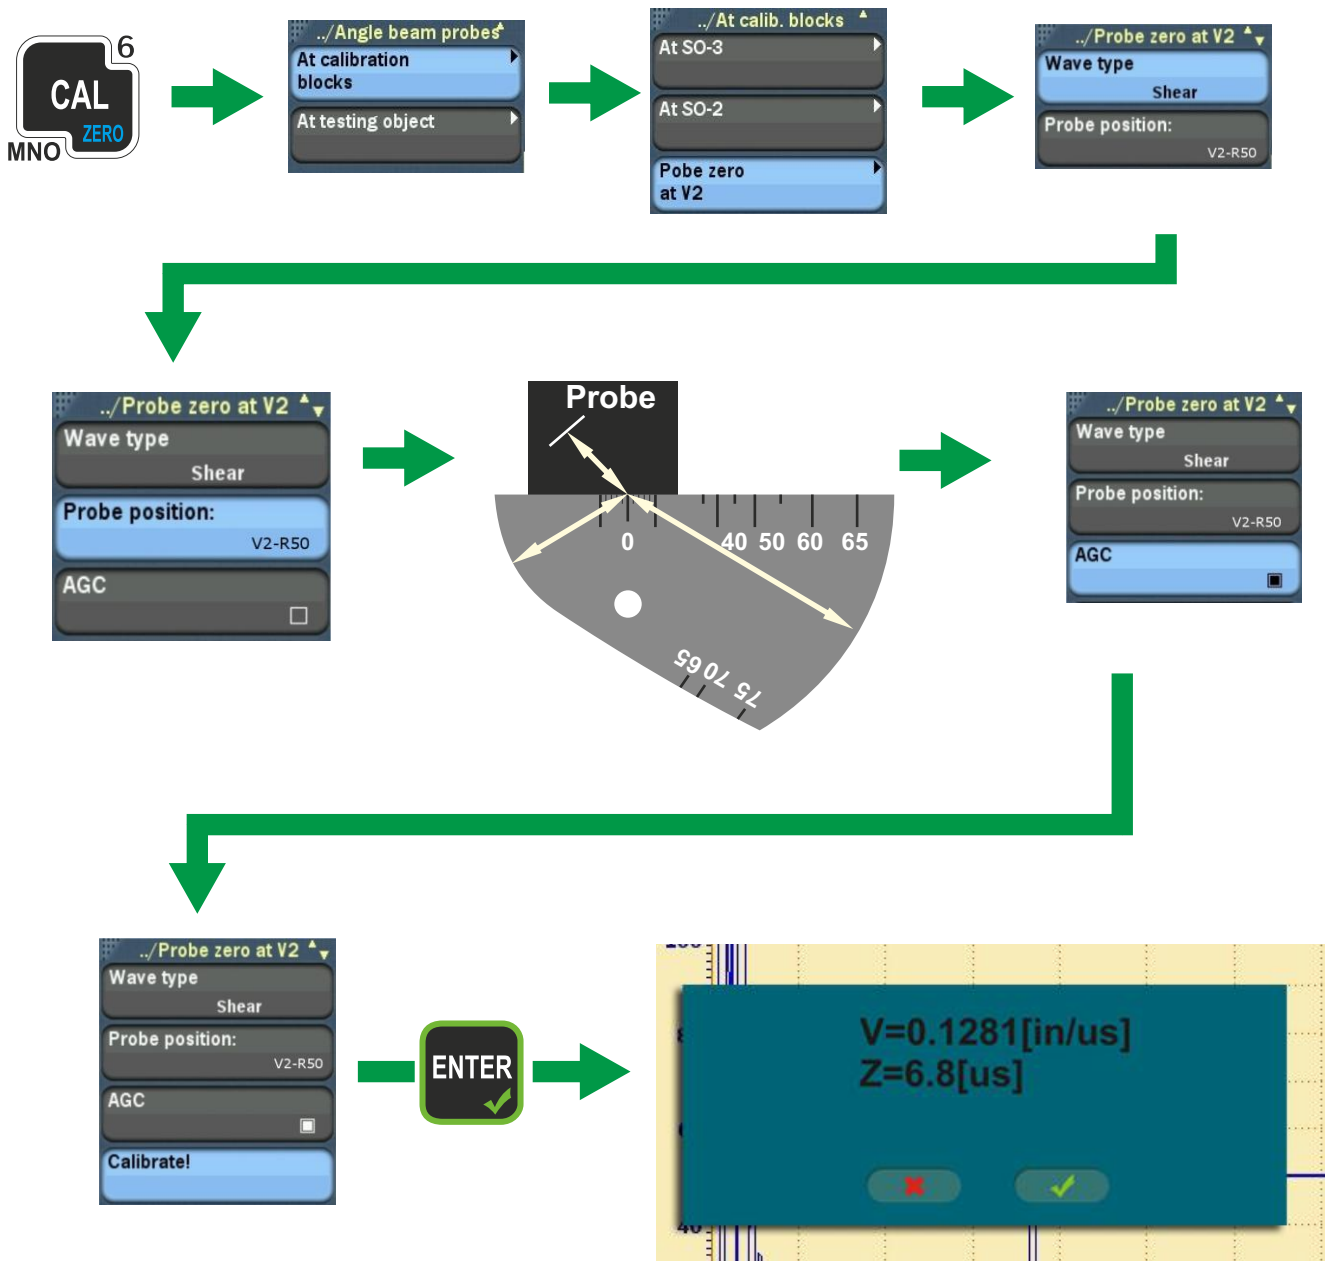 6
CAL
ZERO
MNO
../Angle beam probes
At calibration
blocks
At testing object
../At calib. blocks
At SO-3
At SO-2
Pobe zero
at V2
../Probe zero at V2
Wave type
Shear
Probe position:
V2-R50
../Probe zero at V2
Wave type
Shear
Probe position:
V2-R50
AGC
Probe
0 40 50 60 65
65 70 75
../Probe zero at V2
Wave type
Shear
Probe position:
V2-R50
AGC
../Probe zero at V2
Wave type
Shear
Probe position:
V2-R50
AGC
Calibrate!
ENTER
V=0.1281[in/us]
Z=6.8[us]
40